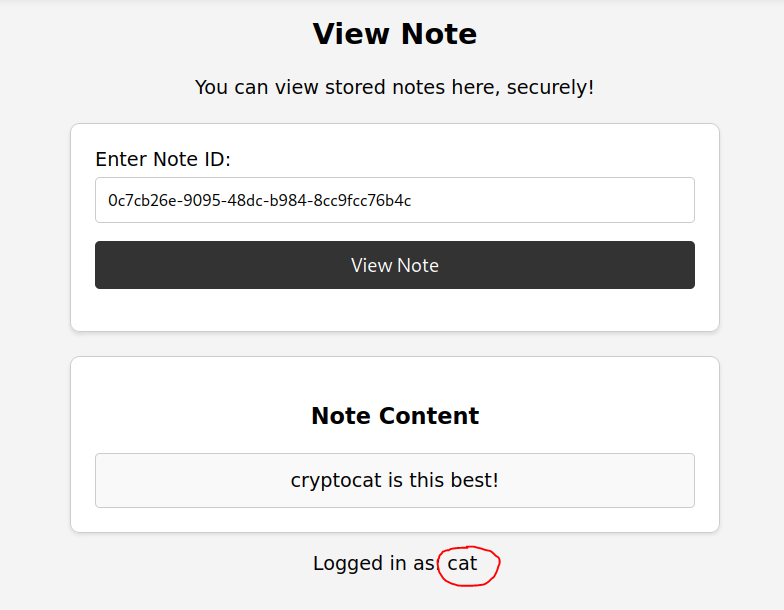 View Note
You can view stored notes here, securely!
Enter Note ID:
0c7cb26e-9095-48dc-b984-8cc9fcc76b4c
View Note
Note Content
cryptocat is this best!
Logged in as: cat